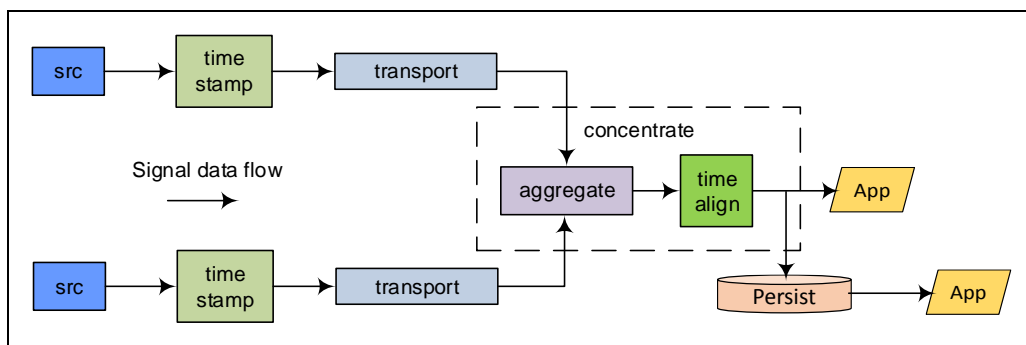 src
time
stamp
transport
concentrate
Signal data flow
aggregate
time
align
App
src
time
stamp
transport
Persist
App